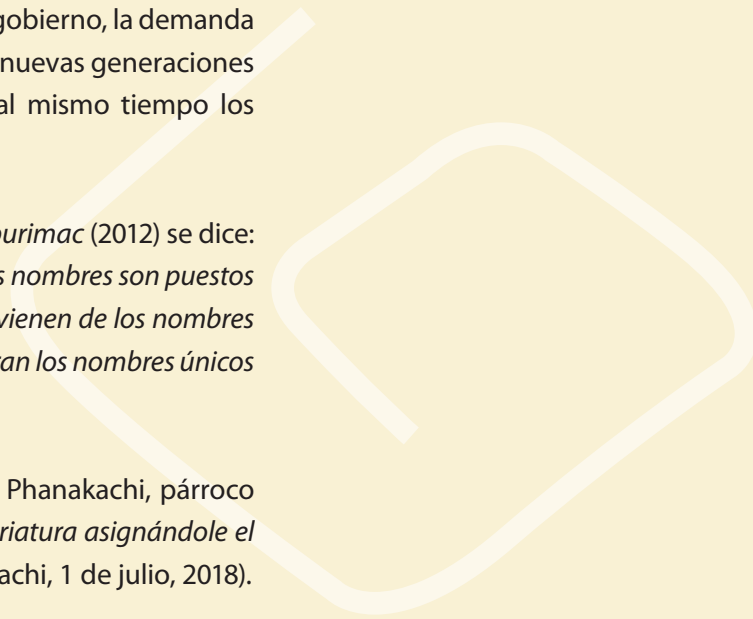 gobierno, la demanda
nuevas generaciones
al mismo tiempo los
purimac (2012) se dice:
s nombres son puestos
vienen de los nombres
ran los nombres únicos
Phanakachi, párroco
riatura asignándole el
achi, 1 de julio, 2018).